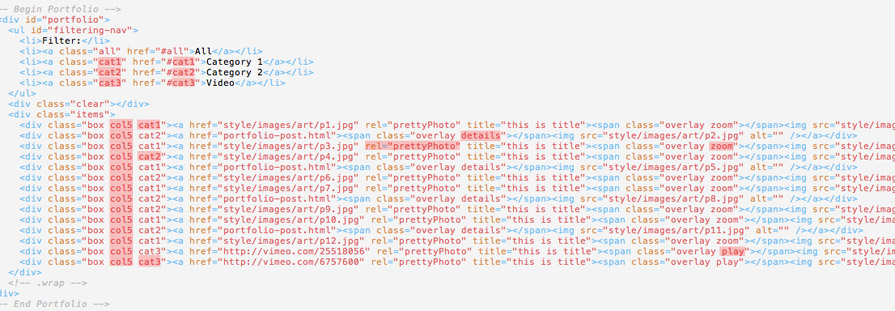 -- Begin Portfolio -->
<div id="portfolio">
<ul id="filtering-nav">
<li>Filter:</li>
<li><a class="all" href="#all">All</a></li>
<li><a class="cat1" href="#cat1">Category 1</a></li>
<li><a class="cat2" href="#cat2">Category 2</a></li>
<li><a class="cat3" href="#cat3">Video</a></li>
</ul>
<div class="clear"></div>
<div class="items">
<div class="box col5 cat1"><a href="style/images/art/p1.jpg" rel="prettyPhoto" title="this is title"><span class="overlay zoom"></span><img src="style/imag
<div class="box col5 cat2"><a href="portfolio-post.html"><span class="overlay details"></span><img src="style/images/art/p2.jpg" alt="" /></a></div>
<div class="box col5 cat1"><a href="style/images/art/p3.jpg" rel="prettyPhoto" title="this is title"><span class="overlay zoom"></span><img src="style/imag
<div class="box col5 cat2"><a href="style/images/art/p4.jpg" rel="prettyPhoto" title="this is title"><span class="overlay zoom"></span><img src="style/imag
<div class="box col5 cat1"><a href="portfolio-post.html"><span class="overlay details"></span><img src="style/images/art/p5.jpg" alt="" /></a></div>
<div class="box col5 cat2"><a href="style/images/art/p6.jpg" rel="prettyPhoto" title="this is title"><span class="overlay zoom"></span><img src="style/imag
<div class="box col5 cat1"><a href="style/images/art/p7.jpg" rel="prettyPhoto" title="this is title"><span class="overlay zoom"></span><img src="style/imag
<div class="box col5 cat2"><a href="portfolio-post.html"><span class="overlay details"></span><img src="style/images/art/p8.jpg" alt="" /></a></div>
<div class="box col5 cat2"><a href="style/images/art/p9.jpg" rel="prettyPhoto" title="this is title"><span class="overlay zoom"></span><img src="style/imag
<div class="box col5 cat1"><a href="style/images/art/p10.jpg" rel="prettyPhoto" title="this is title"><span class="overlay zoom"></span><img src="style/ima
<div class="box col5 cat2"><a href="portfolio-post.html"><span class="overlay details"></span><img src="style/images/art/p11.jpg" alt="" /></a></div>
<div class="box col5 cat1"><a href="style/images/art/p12.jpg" rel="prettyPhoto" title="this is title"><span class="overlay zoom"></span><img src="style/ima
<div class="box col5 cat3"><a href="http://vimeo.com/25518056" rel="prettyPhoto" title="this is title"><span class="overlay play"></span><img src="style/im
<div class="box col5 cat3"><a href="http://vimeo.com/6757600" rel="prettyPhoto" title="this is title"><span class="overlay play"></span><img src="style/ima
</div>
<!-- .wrap -->
div>
-- End Portfolio -->